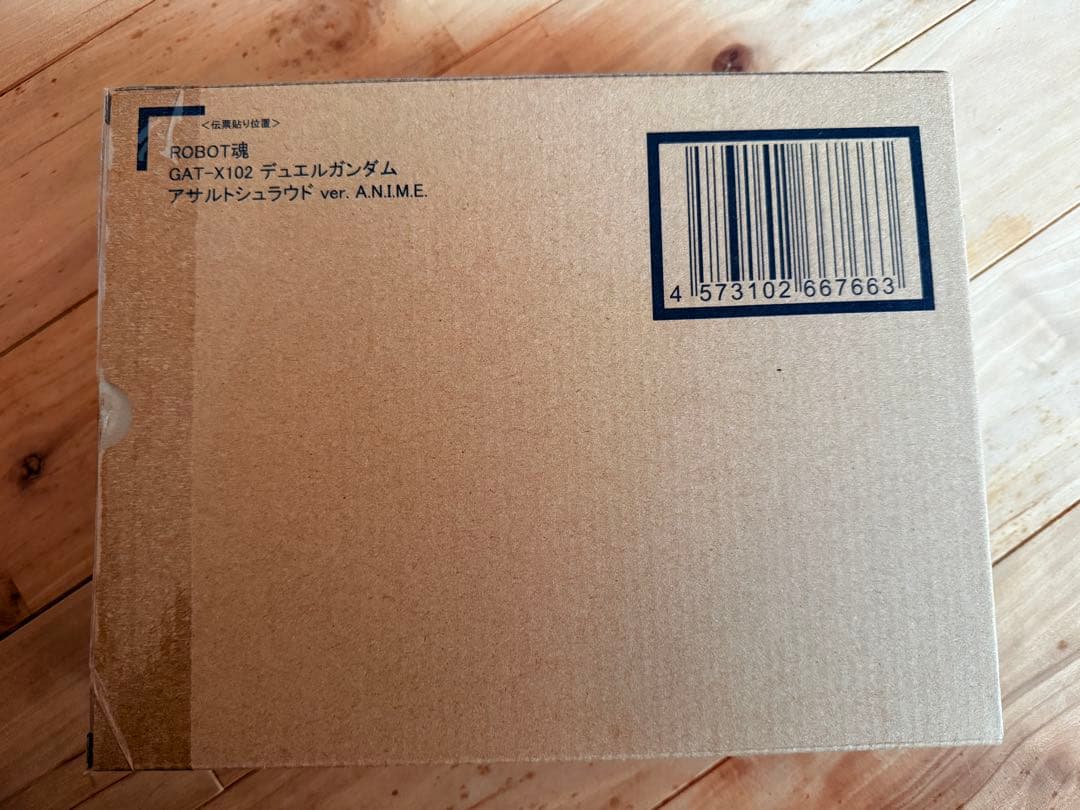 ＜伝票貼り位置＞
ROBOT魂
GAT-X102 デュエルガンダム
アサルトシュラウド ver. A.N.I.M.E.
4 573102 667663